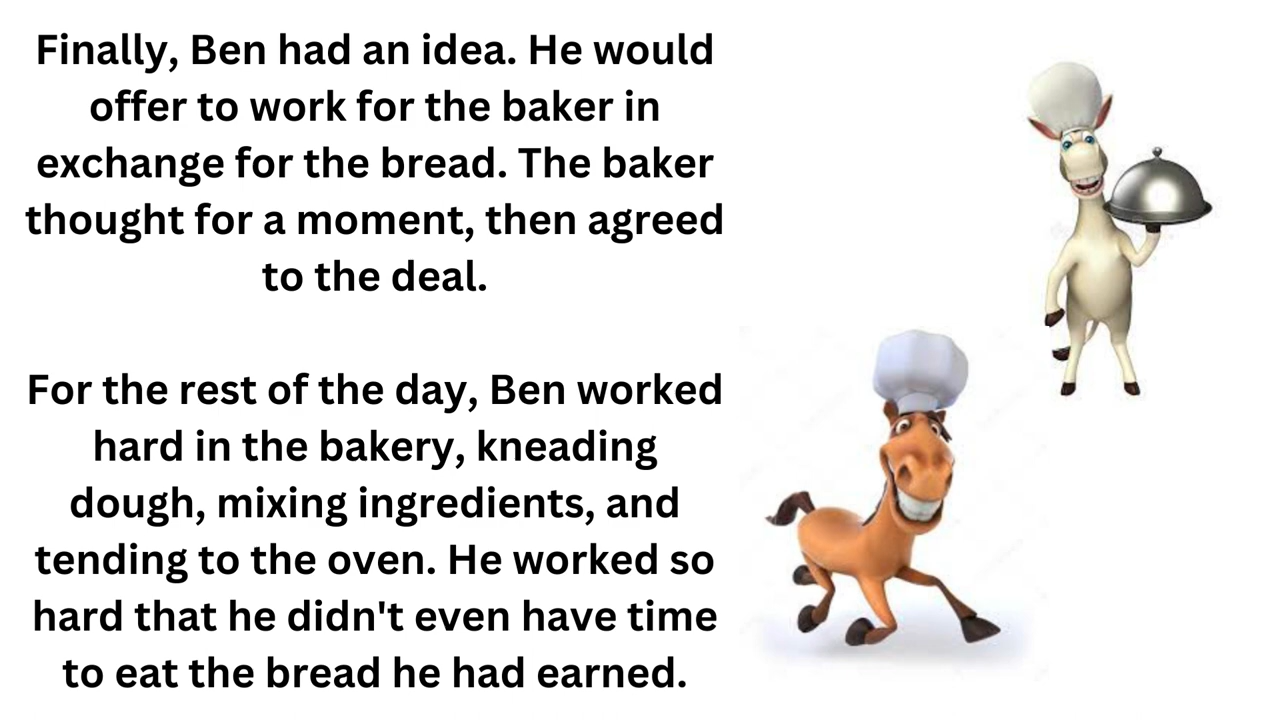 Finally, Ben had an idea. He would
offer to work for the baker in
exchange for the bread. The baker
thought for a moment, then agreed
to the deal.
For the rest of the day, Ben worked
hard in the bakery, kneading
dough, mixing ingredients, and
tending to the oven. He worked so
hard that he didn't even have time
to eat the bread he had earned.